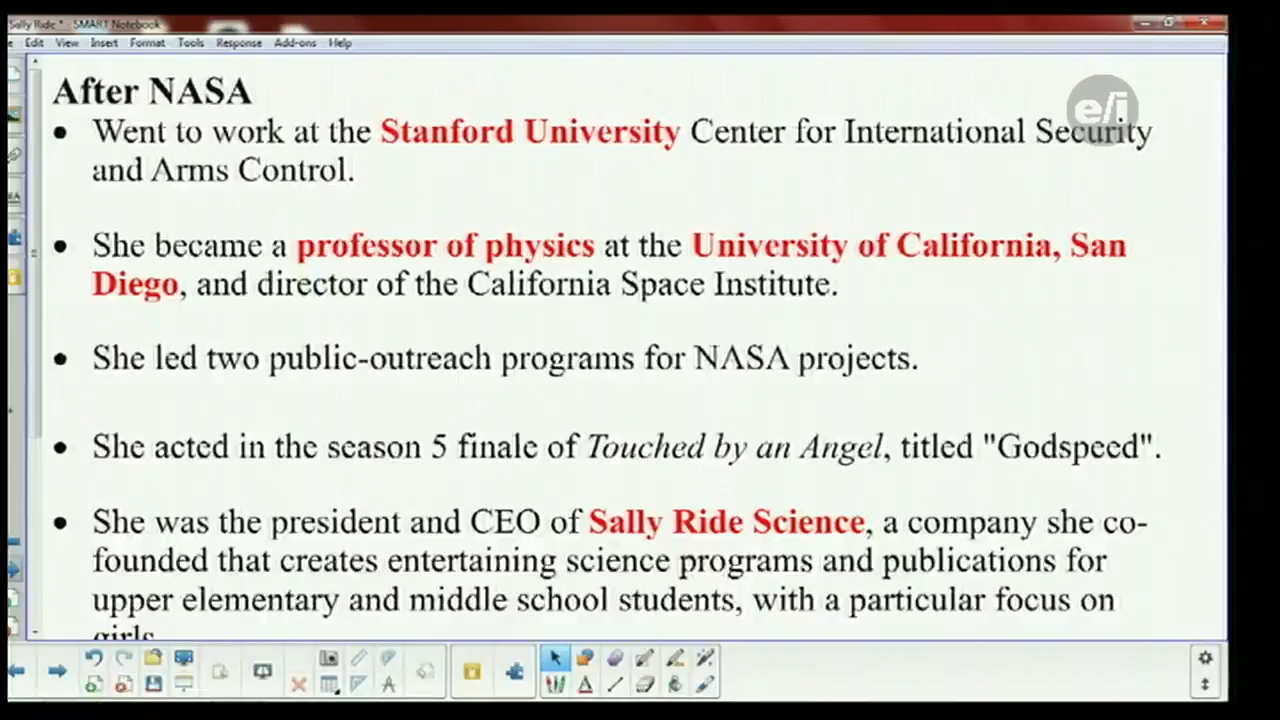 Sally Ride * - SMART Notebook
Edit View Insert Format Tools Response Add-ons Help
After NASA
e/i
• Went to work at the Stanford University Center for International Security
and Arms Control.
• She became a professor of physics at the University of California, San
Diego, and director of the California Space Institute.
• She led two public-outreach programs for NASA projects.
• She acted in the season 5 finale of Touched by an Angel, titled "Godspeed".
• She was the president and CEO of Sally Ride Science, a company she co-
founded that creates entertaining science programs and publications for
upper elementary and middle school students, with a particular focus on
girls